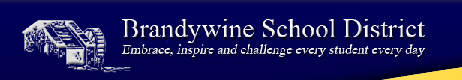 Brandywine School District
Embrace, inspire and challenge every student every day